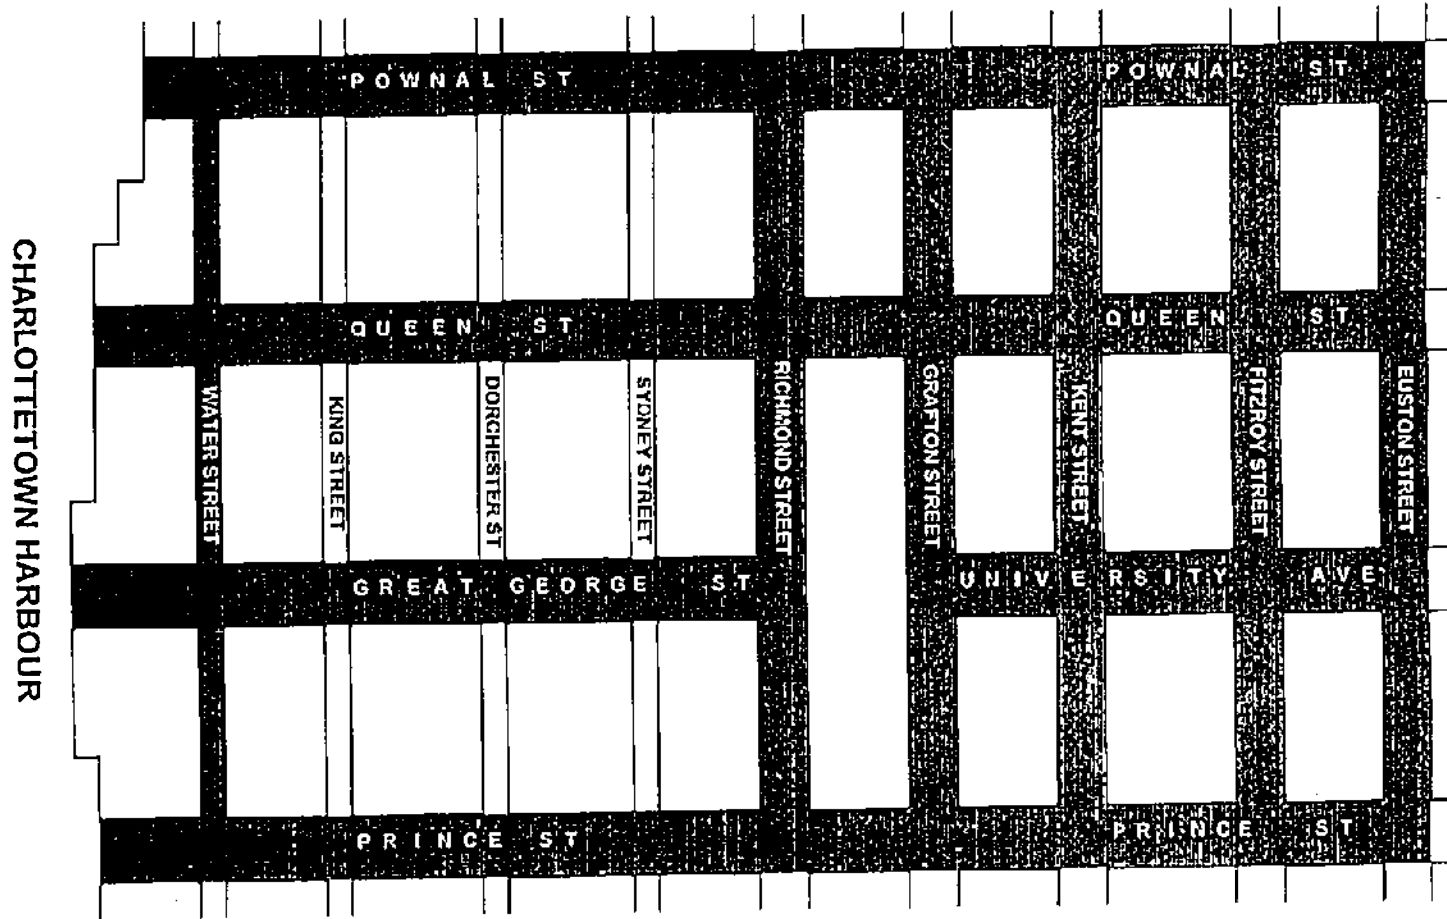 POWNAL ST
POWNAL ST
QUEEN ST
QUEEN ST
WATER STREET
KING STREET
DORCHESTER ST
SYDNEY STREET
RICHMOND STREET
GRAFTON STREET
KENT STREET
FITZROY STREET
EUSTON STREET
GREAT GEORGE ST
UNIVERSITY AVE
PRINCE ST
PRINCE ST
CHARLOTTETOWN HARBOUR